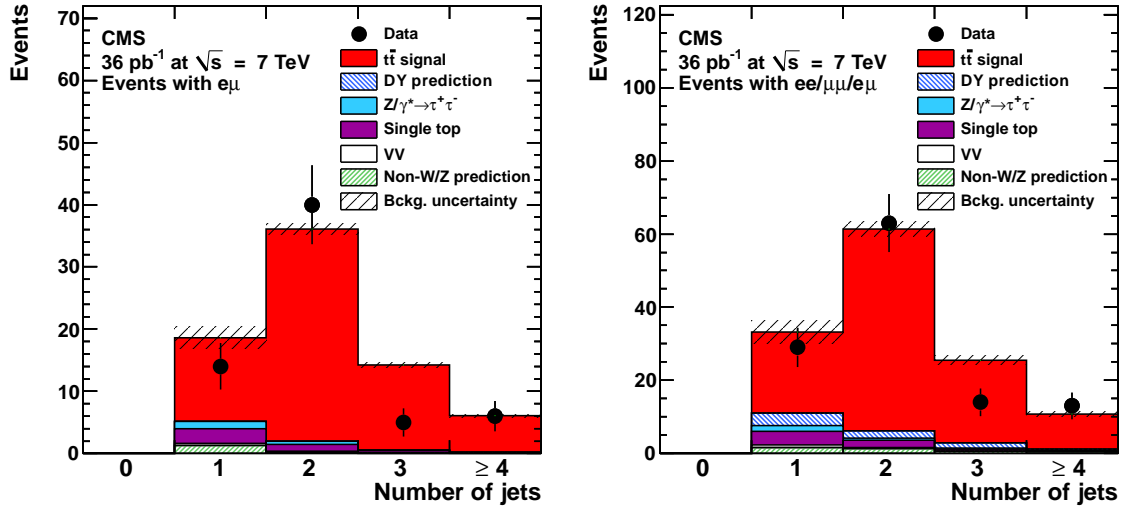 Events
70
60
50
40
30
20
10
0
CMS
36 pb⁻¹ at √s = 7 TeV
Events with eμ
Data
tt̄ signal
DY prediction
Z/γ*→τ⁺τ⁻
Single top
VV
Non-W/Z prediction
Bckg. uncertainty
0 1 2 3 ≥ 4
Number of jets
Events
120
100
80
60
40
20
0
CMS
36 pb⁻¹ at √s = 7 TeV
Events with ee/μμ/eμ
Data
tt̄ signal
DY prediction
Z/γ*→τ⁺τ⁻
Single top
VV
Non-W/Z prediction
Bckg. uncertainty
0 1 2 3 ≥ 4
Number of jets